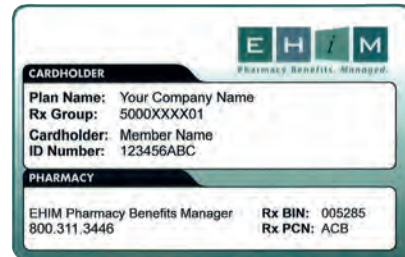 EHiM
Pharmacy Benefits. Managed.
CARDHOLDER
Plan Name: Your Company Name
Rx Group: 5000XXXX01
Cardholder: Member Name
ID Number: 123456ABC
PHARMACY
EHIM Pharmacy Benefits Manager Rx BIN: 005285
800.311.3446 Rx PCN: ACB